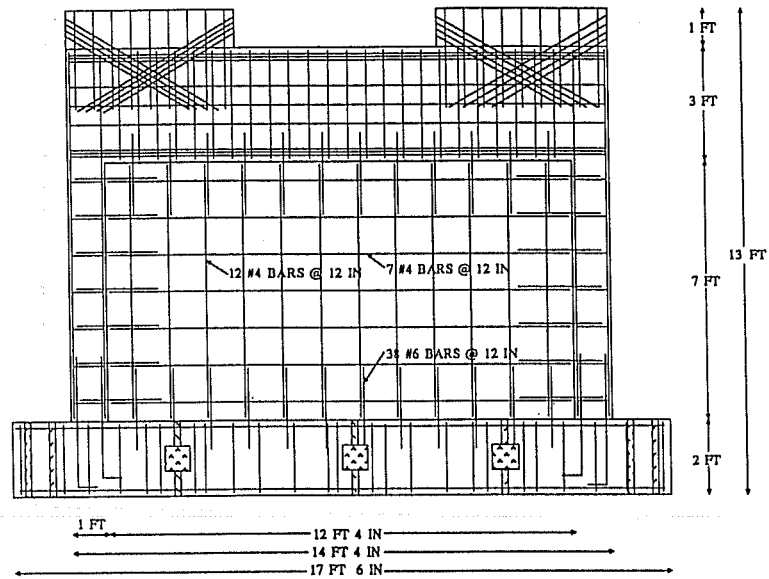 1 FT
3 FT
13 FT
12 #4 BARS @ 12 IN
7 #4 BARS @ 12 IN
7 FT
38 #6 BARS @ 12 IN
2 FT
1 FT
12 FT 4 IN
14 FT 4 IN
17 FT 6 IN